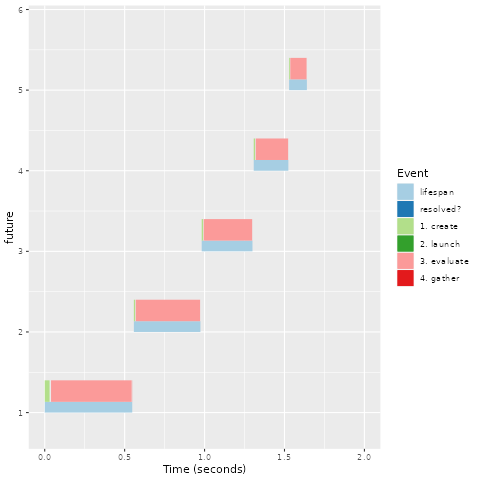 6
5
4
3
2
1
future
0.0 0.5 1.0 1.5 2.0
Time (seconds)
Event
lifespan
resolved?
1. create
2. launch
3. evaluate
4. gather